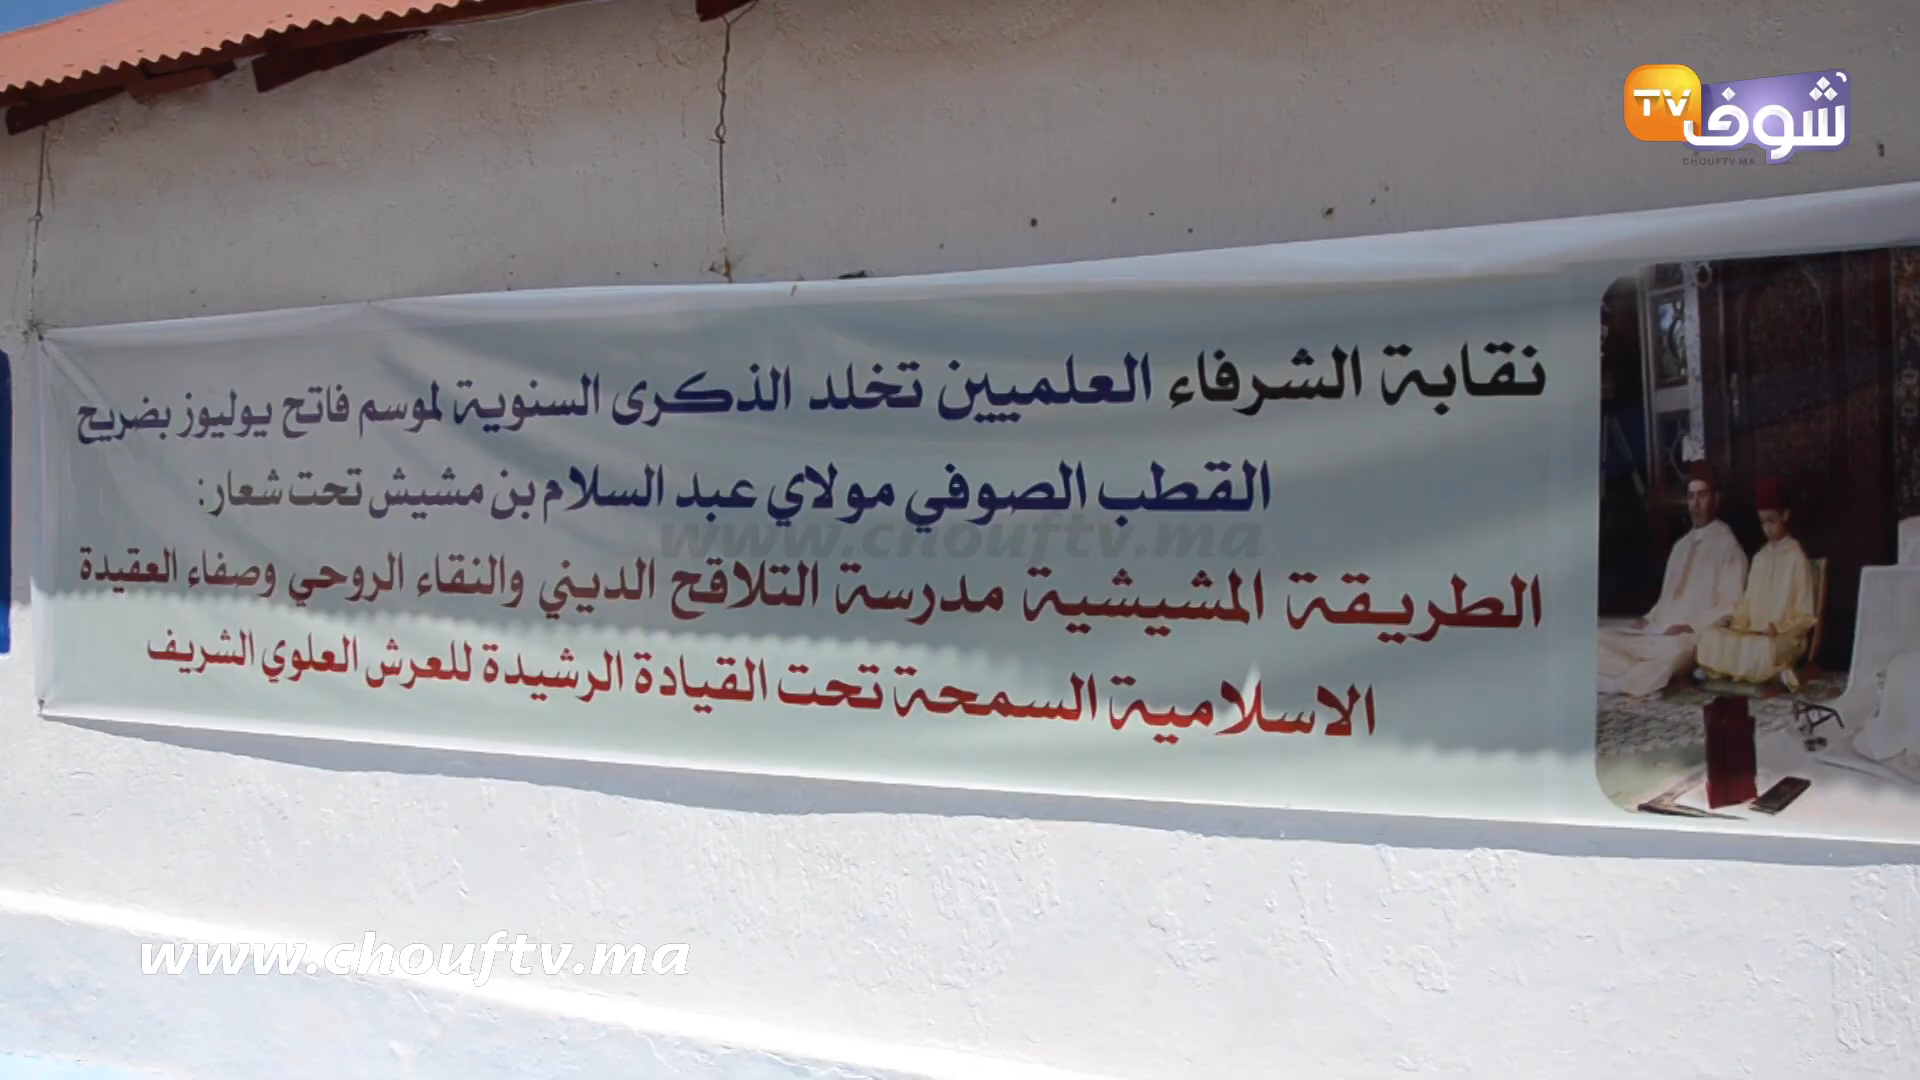 شوف TV
CHOUFTV.MA
نقابة الشرفاء العلميين تخلد الذكرى السنوية لموسم فاتح يوليوز بضريح
القطب الصوفي مولاي عبد السلام بن مشيش تحت شعار:
www.chouftv.ma
الطريقة المشيشية مدرسة التلاقح الديني والنقاء الروحي وصفاء العقيدة
الاسلامية السمحة تحت القيادة الرشيدة للعرش العلوي الشريف
www.chouftv.ma